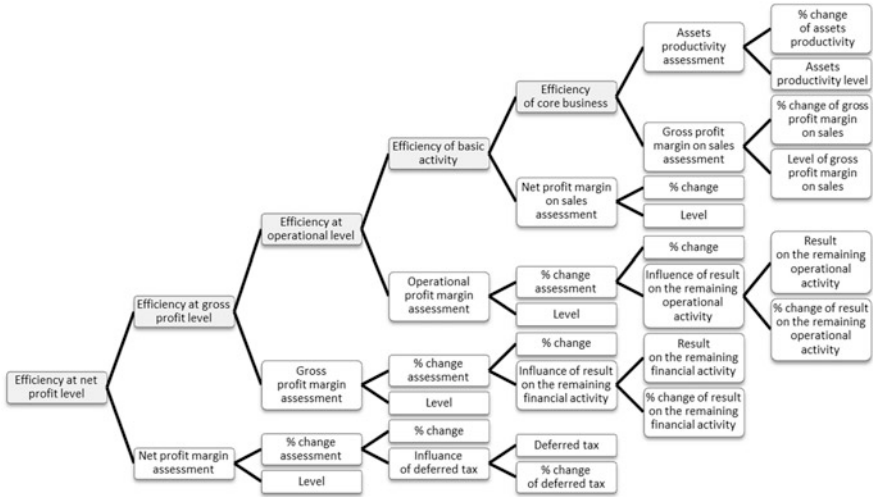 % change
of assets
productivity
Assets
productivity
assessment
Assets
productivity level
Efficiency
of core business
% change of gross
profit margin
on sales
Gross profit
margin on sales
assessment
Efficiency of basic
activity
Level of gross
profit margin
on sales
Net profit margin
on sales
assessment
% change
Level
Efficiency at
operational level
Operational
profit margin
assessment
% change
assessment
Level
% change
Influence of result
on the remaining
operational
activity
Result
on the remaining
operational
activity
% change of result
on the remaining
operational
activity
Efficiency at gross
profit level
Gross
profit margin
assessment
% change
assessment
Level
% change
Influance of result
on the remaining
financial activity
Result
on the remaining
financial activity
% change of result
on the remaining
financial activity
Efficiency at net
profit level
Net profit margin
assessment
% change
assessment
Level
% change
Influance
of deferred tax
Deferred tax
% change
of deferred tax